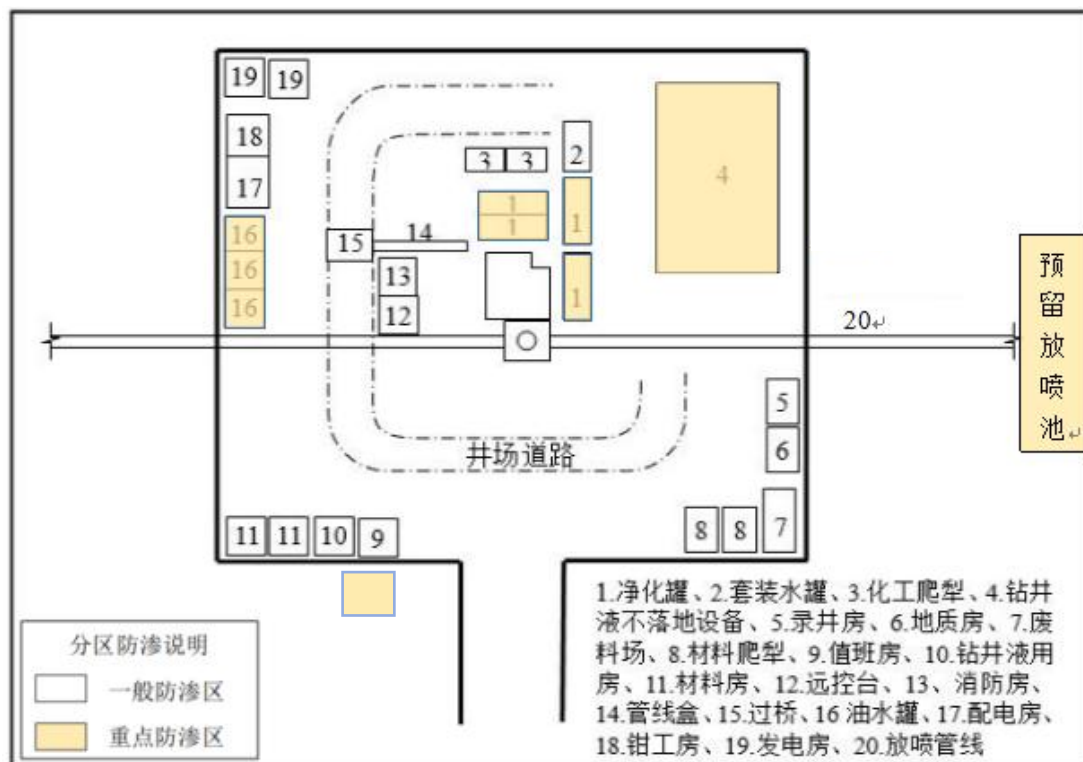 19 19
18
17
16
16
16
3 3
2
1
1
1
1
4
15
14
13
12
20
预留放喷池
5
6
7
8 8
井场道路
11 11 10 9
分区防渗说明
一般防渗区
重点防渗区
1.净化罐、2.套装水罐、3.化工爬犁、4.钻井
液不落地设备、5.录井房、6.地质房、7.废
料场、8.材料爬犁、9.值班房、10.钻井液用
房、11.材料房、12.远控台、13、消防房、
14.管线盒、15.过桥、16 油水罐、17.配电房、
18.钳工房、19.发电房、20.放喷管线